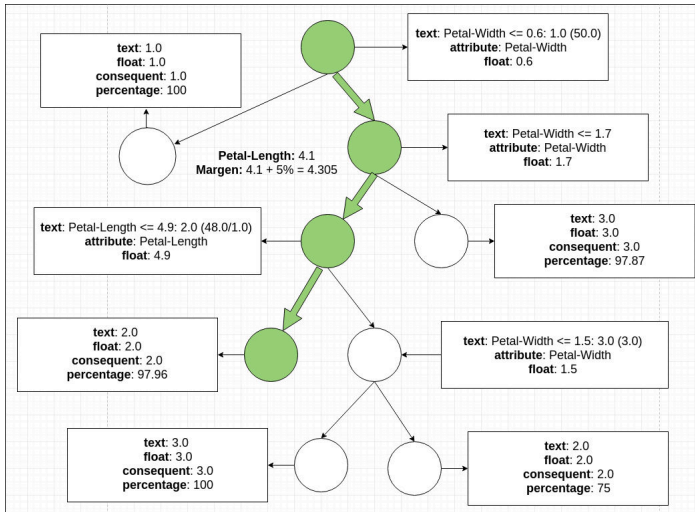 text: Petal-Width <= 0.6: 1.0 (50.0)
attribute: Petal-Width
float: 0.6
text: 1.0
float: 1.0
consequent: 1.0
percentage: 100
text: Petal-Width <= 1.7
attribute: Petal-Width
float: 1.7
Petal-Length: 4.1
Margen: 4.1 + 5% = 4.305
text: Petal-Length <= 4.9: 2.0 (48.0/1.0)
attribute: Petal-Length
float: 4.9
text: 3.0
float: 3.0
consequent: 3.0
percentage: 97.87
text: 2.0
float: 2.0
consequent: 2.0
percentage: 97.96
text: Petal-Width <= 1.5: 3.0 (3.0)
attribute: Petal-Width
float: 1.5
text: 3.0
float: 3.0
consequent: 3.0
percentage: 100
text: 2.0
float: 2.0
consequent: 2.0
percentage: 75